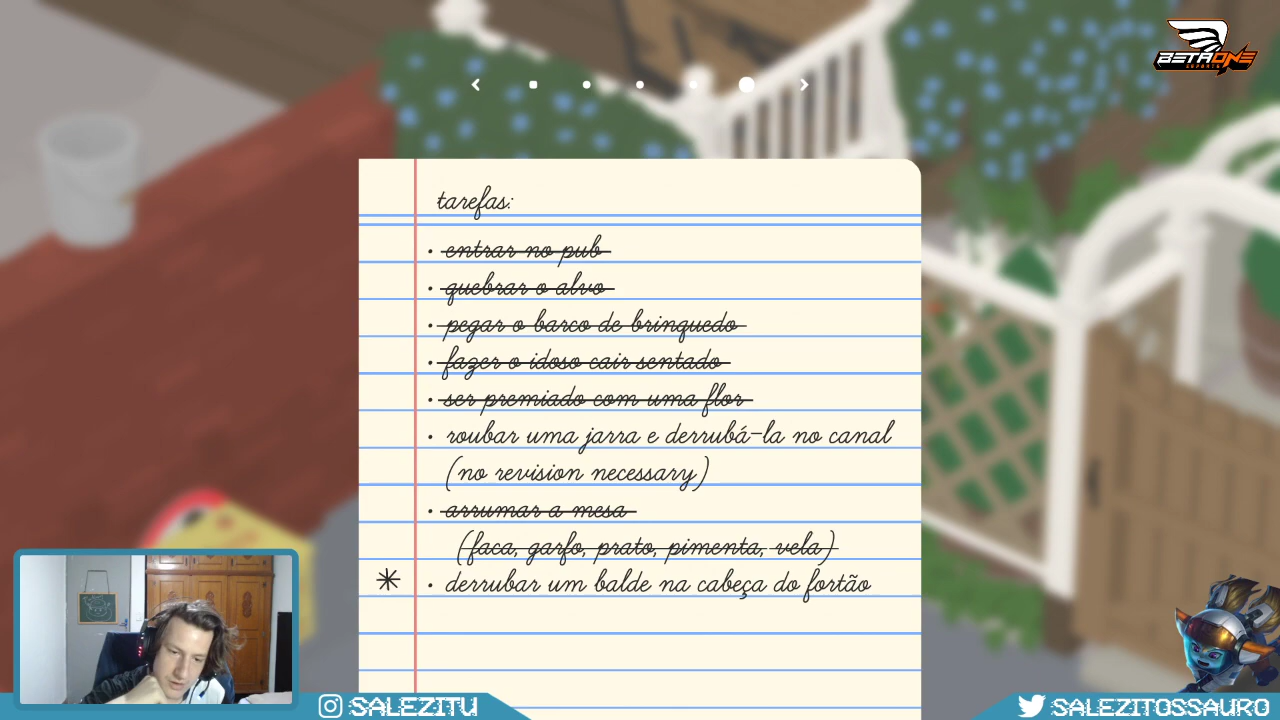 BETAONE
ESPORTS
tarefas:
• entrar no pub
• quebrar o alvo
• pegar o barco de brinquedo
• fazer o idoso cair sentado
• ser premiado com uma flor
• roubar uma jarra e derrubá-la no canal
(no revision necessary)
• arrumar a mesa
(faca, garfo, prato, pimenta, vela)
• derrubar um balde na cabeça do fortão
SALEZITU
SALEZITOSSAURO